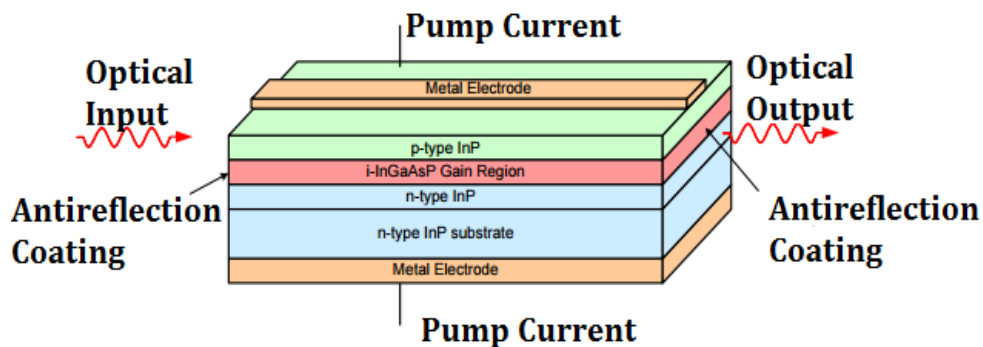 Pump Current
Optical
Input
Metal Electrode
Optical
Output
p-type InP
i-InGaAsP Gain Region
n-type InP
n-type InP substrate
Metal Electrode
Antireflection
Coating
Antireflection
Coating
Pump Current